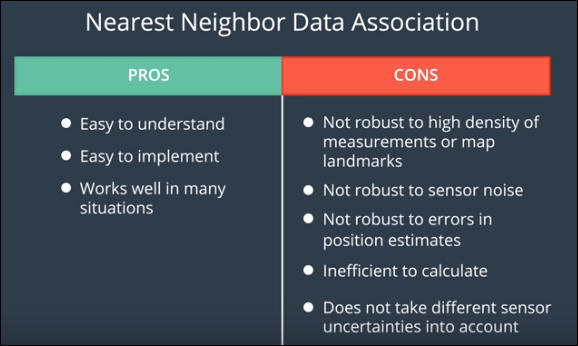 Nearest Neighbor Data Association
PROS
Easy to understand
Easy to implement
Works well in many
situations
CONS
Not robust to high density of
measurements or map
landmarks
Not robust to sensor noise
Not robust to errors in
position estimates
Inefficient to calculate
Does not take different sensor
uncertainties into account